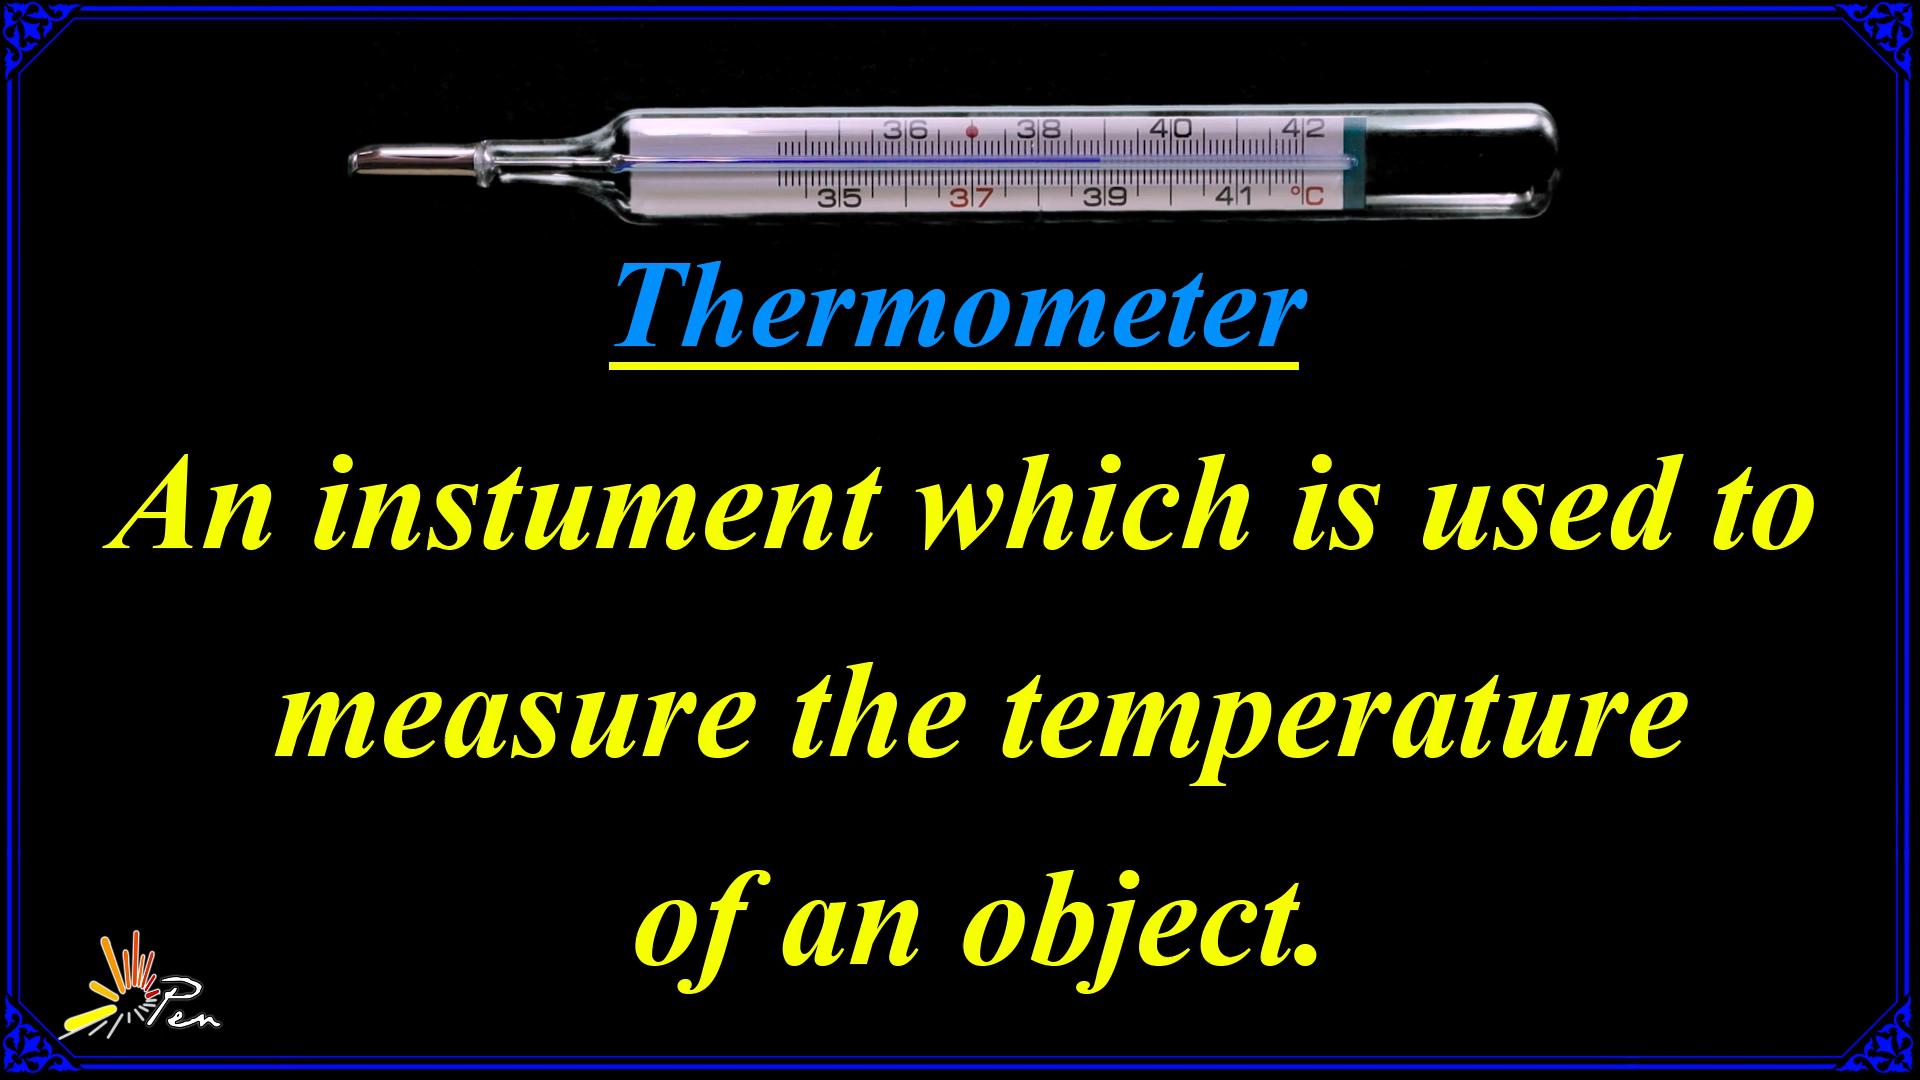 36 38 40 42
35 37 39 41 °C
Thermometer
An instument which is used to
measure the temperature
of an object.
Pen